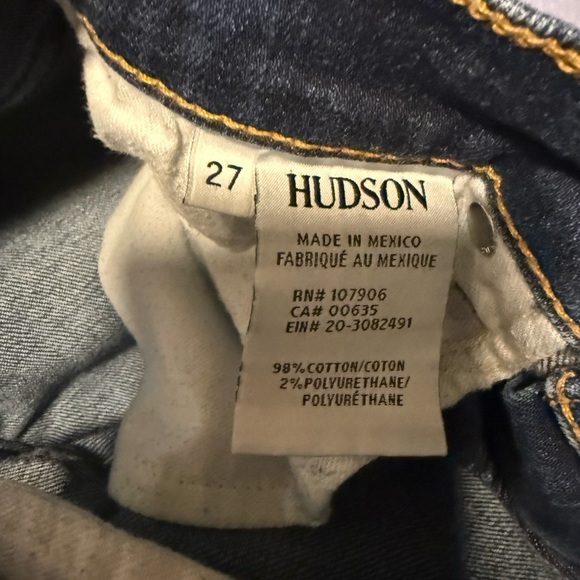 27
HUDSON
MADE IN MEXICO
FABRIQUÉ AU MEXIQUE
RN# 107906
CA# 00635
EIN# 20-3082491
98%COTTON/COTON
2%POLYURETHANE/
POLYURÉTHANE